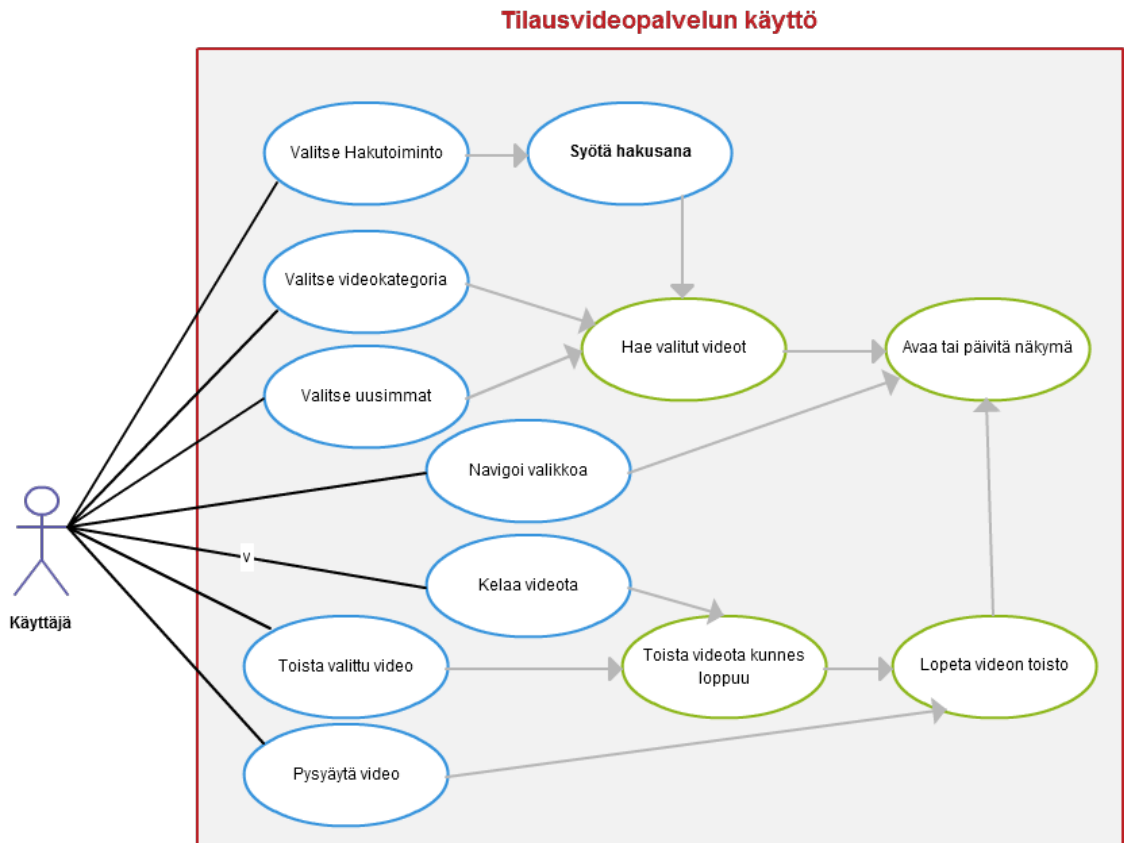 Tilausvideopalvelun käyttö
Valitse Hakutoiminto
Syötä hakusana
Valitse videokategoria
Hae valitut videot
Avaa tai päivitä näkymä
Valitse uusimmat
Navigoi valikkoa
v
Kelaa videota
Käyttäjä
Toista valittu video
Toista videota kunnes
loppuu
Lopeta videon toisto
Pysyäytä video